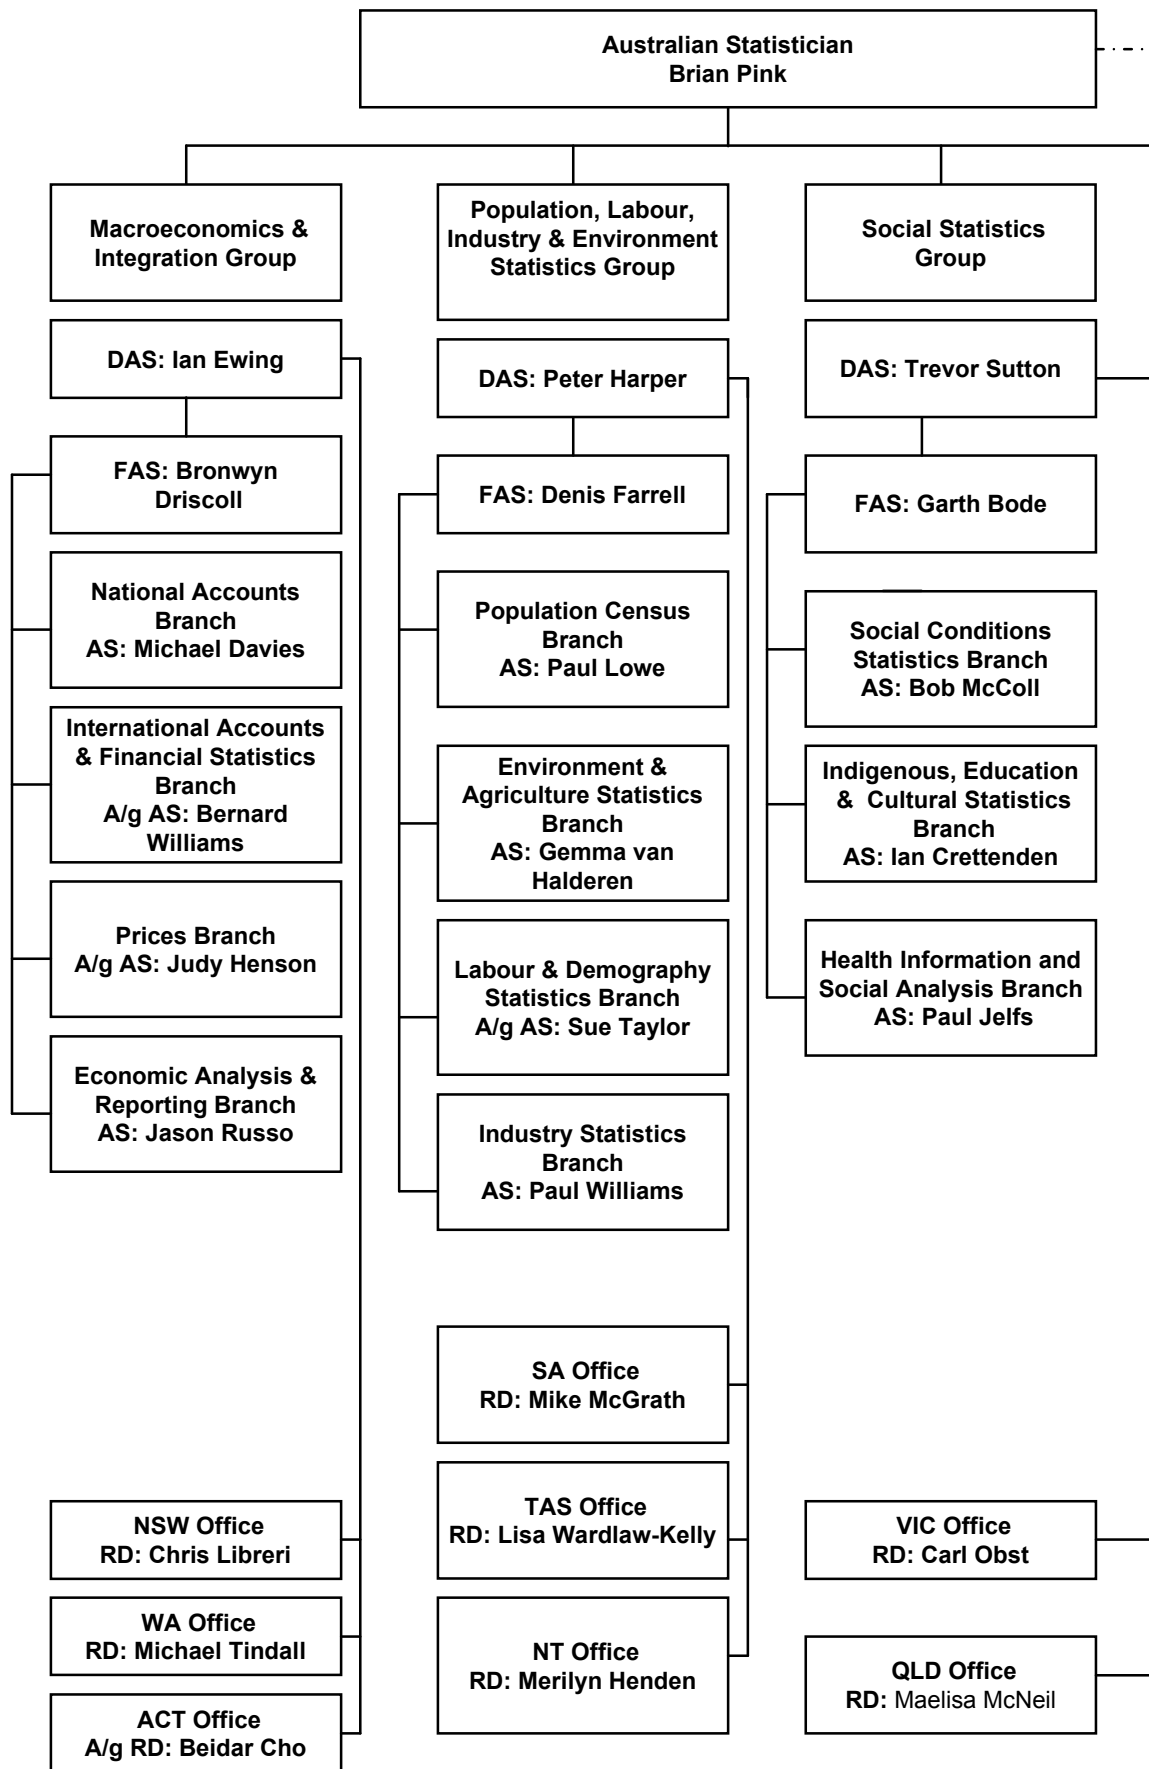 Australian Statistician
Brian Pink
Macroeconomics &
Integration Group
DAS: Ian Ewing
FAS: Bronwyn
Driscoll
National Accounts
Branch
AS: Michael Davies
International Accounts
& Financial Statistics
Branch
A/g AS: Bernard
Williams
Prices Branch
A/g AS: Judy Henson
Economic Analysis &
Reporting Branch
AS: Jason Russo
NSW Office
RD: Chris Libreri
WA Office
RD: Michael Tindall
ACT Office
A/g RD: Beidar Cho
Population, Labour,
Industry & Environment
Statistics Group
DAS: Peter Harper
FAS: Denis Farrell
Population Census
Branch
AS: Paul Lowe
Environment &
Agriculture Statistics
Branch
AS: Gemma van
Halderen
Labour & Demography
Statistics Branch
A/g AS: Sue Taylor
Industry Statistics
Branch
AS: Paul Williams
SA Office
RD: Mike McGrath
TAS Office
RD: Lisa Wardlaw-Kelly
NT Office
RD: Merilyn Henden
Social Statistics
Group
DAS: Trevor Sutton
FAS: Garth Bode
Social Conditions
Statistics Branch
AS: Bob McColl
Indigenous, Education
& Cultural Statistics
Branch
AS: Ian Crettenden
Health Information and
Social Analysis Branch
AS: Paul Jelfs
VIC Office
RD: Carl Obst
QLD Office
RD: Maelisa McNeil